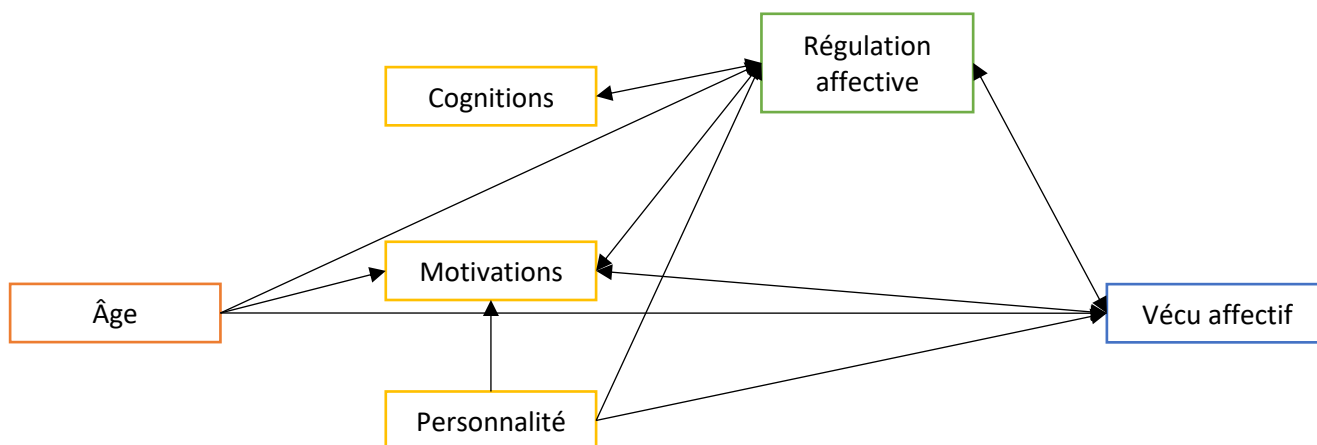 Régulation
affective
Cognitions
Motivations
Âge
Vécu affectif
Personnalité